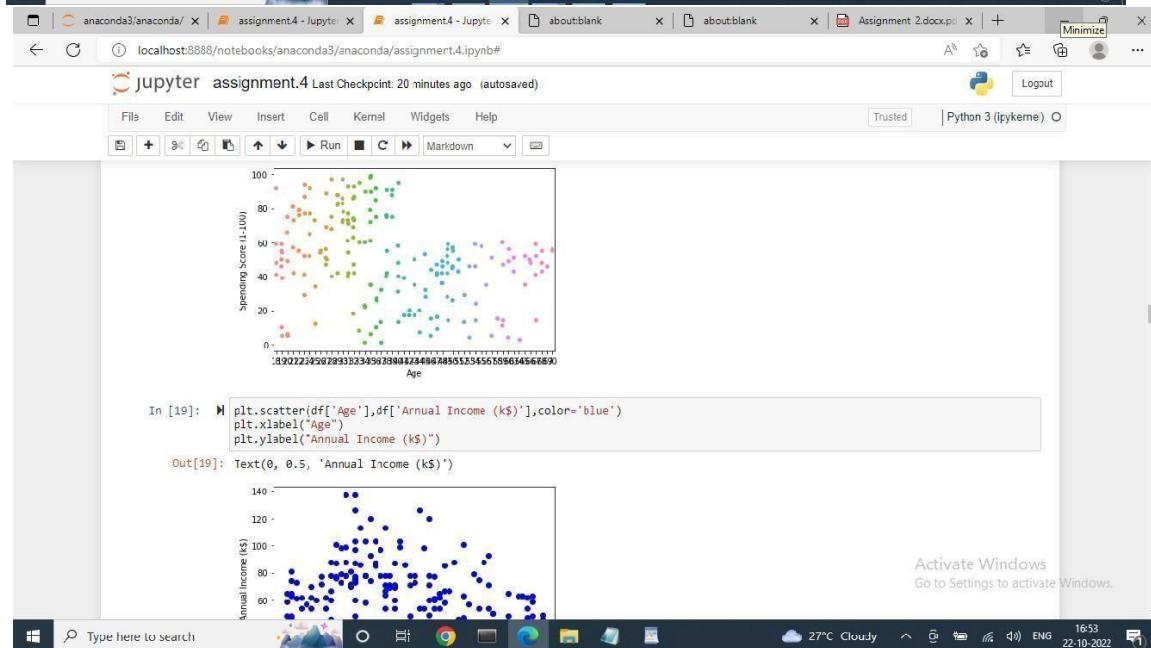 anaconda3/anaconda/
assignment.4 - Jupyte
assignment.4 - Jupyte
about:blank
about:blank
Assignment 2.docx.pd
Minimize
localhost:8888/notebooks/anaconda3/anaconda/assignment.4.ipynb#
jupyter assignment.4 Last Checkpoint: 20 minutes ago (autosaved)
Logout
File Edit View Insert Cell Kernel Widgets Help
Trusted
Python 3 (ipykernel)
Run
Markdown
100
80
60
40
20
0
Spending Score (1-100)
Age
In [19]:
plt.scatter(df['Age'],df['Annual Income (k$)'],color='blue')
plt.xlabel("Age")
plt.ylabel("Annual Income (k$)")
Out[19]: Text(0, 0.5, 'Annual Income (k$)')
140
120
100
80
60
Annual Income (k$)
Activate Windows
Go to Settings to activate Windows.
Type here to search
27°C Cloudy
ENG
16:53
22-10-2022